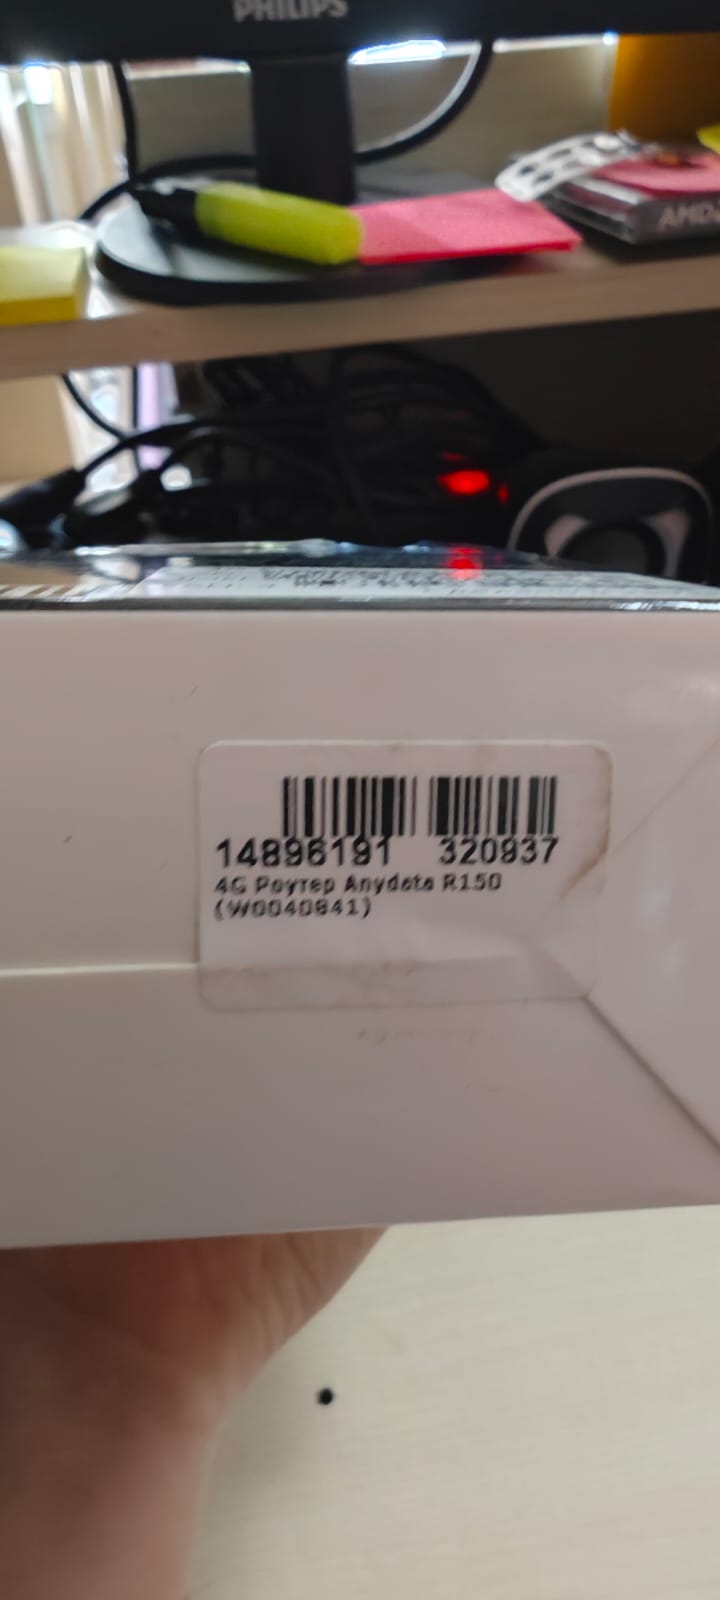 PHILIPS
AMD
14896191 320937
4G Роутер Anydata R150
(W0040841)